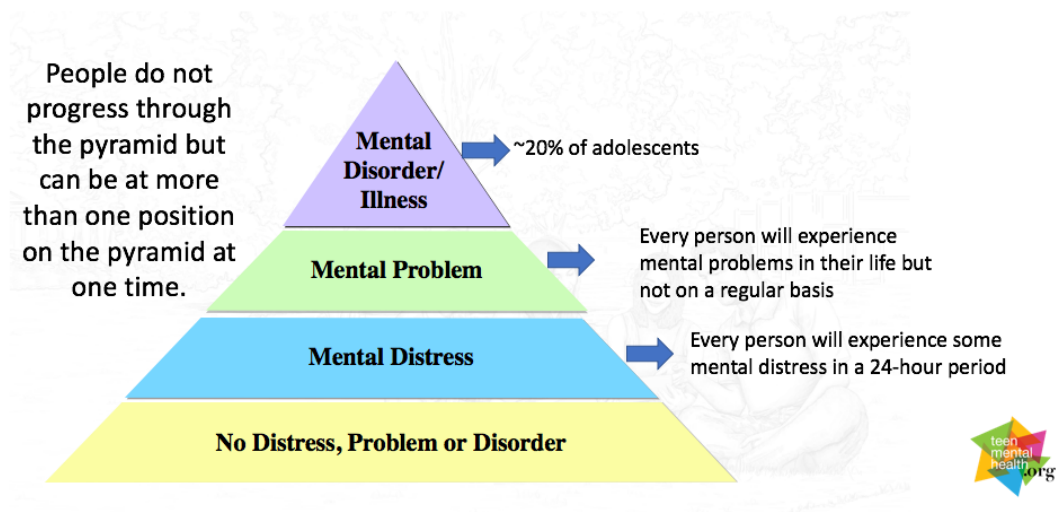 People do not
progress through
the pyramid but
can be at more
than one position
on the pyramid at
one time.
Mental
Disorder/
Illness
~20% of adolescents
Mental Problem
Every person will experience
mental problems in their life but
not on a regular basis
Mental Distress
Every person will experience some
mental distress in a 24-hour period
No Distress, Problem or Disorder
teen
mental
health
.org